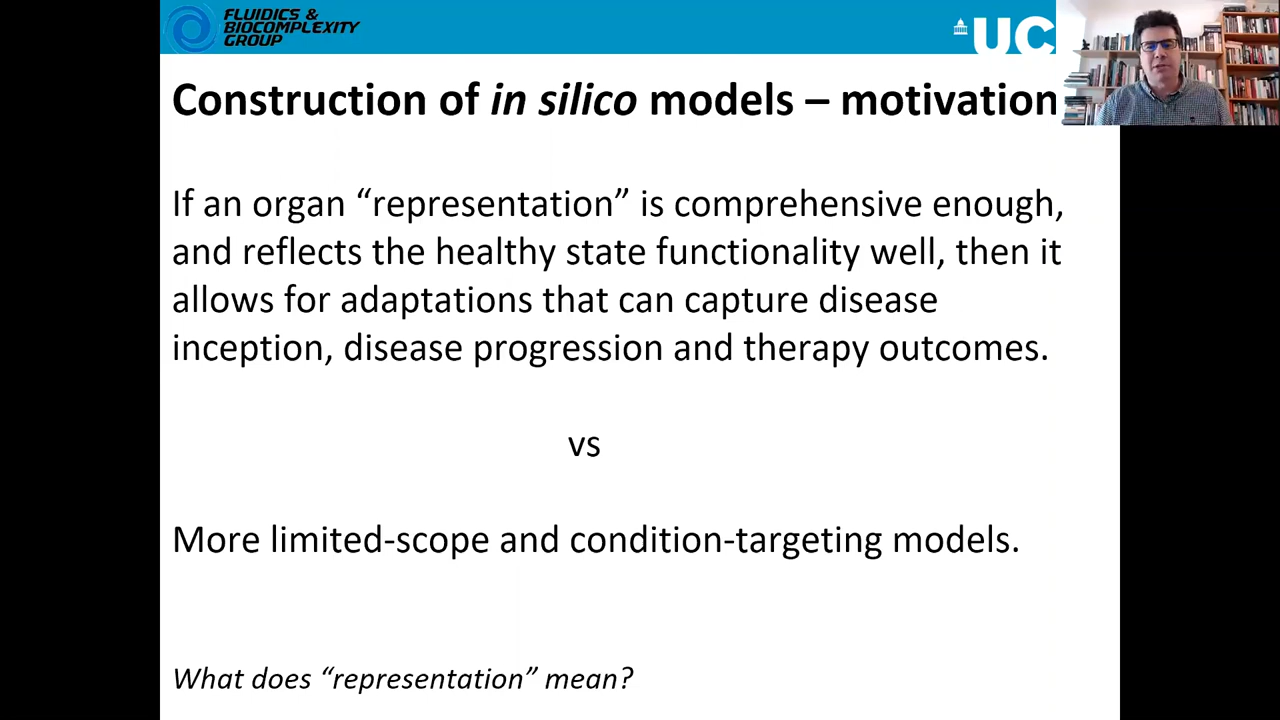 FLUIDICS &
BIOCOMPLEXITY
GROUP
UC
Construction of in silico models – motivation
If an organ “representation” is comprehensive enough,
and reflects the healthy state functionality well, then it
allows for adaptations that can capture disease
inception, disease progression and therapy outcomes.
vs
More limited-scope and condition-targeting models.
What does “representation” mean?